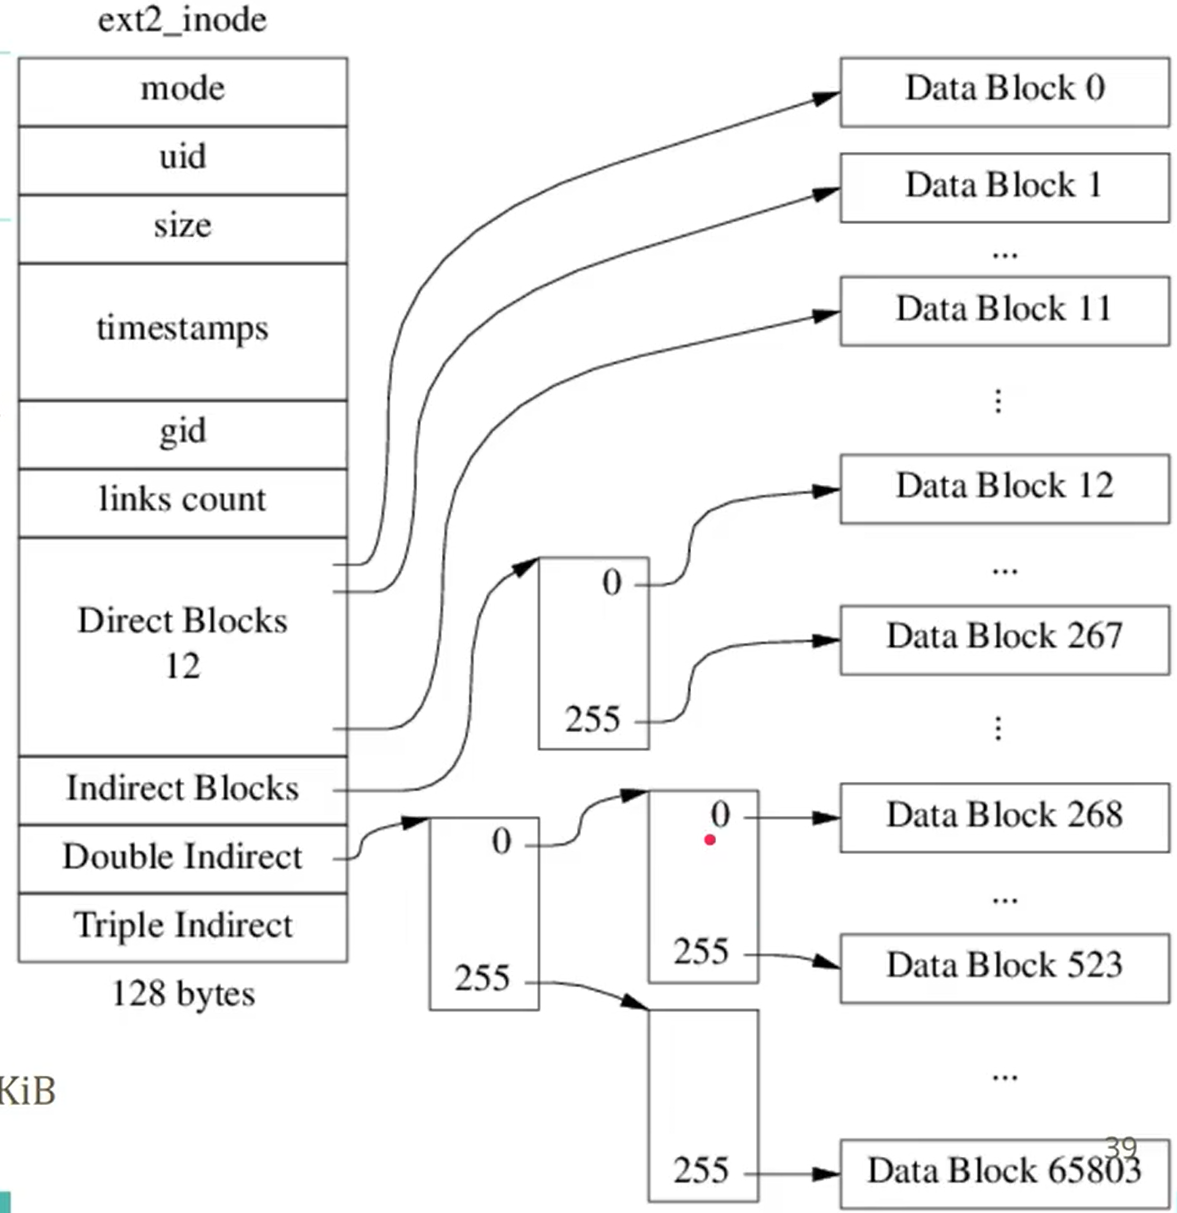 ext2_inode
mode
uid
size
timestamps
gid
links count
Direct Blocks
12
Indirect Blocks
Double Indirect
Triple Indirect
128 bytes
KiB
0
255
0
255
0
255
255
Data Block 0
Data Block 1
...
Data Block 11
⋮
Data Block 12
...
Data Block 267
⋮
Data Block 268
...
Data Block 523
...
39
Data Block 65803